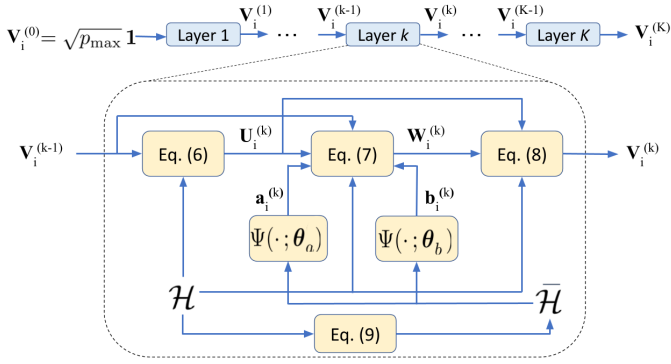 V_i^(0) = √p_max 1 Layer 1 V_i^(1) ... V_i^(k-1) Layer k V_i^(k) ... V_i^(K-1) Layer K V_i^(K)
V_i^(k-1) Eq. (6) U_i^(k) Eq. (7) W_i^(k) Eq. (8) V_i^(k)
a_i^(k) b_i^(k)
Ψ(·;θ_a) Ψ(·;θ_b)
ℋ ℋ̅
Eq. (9)